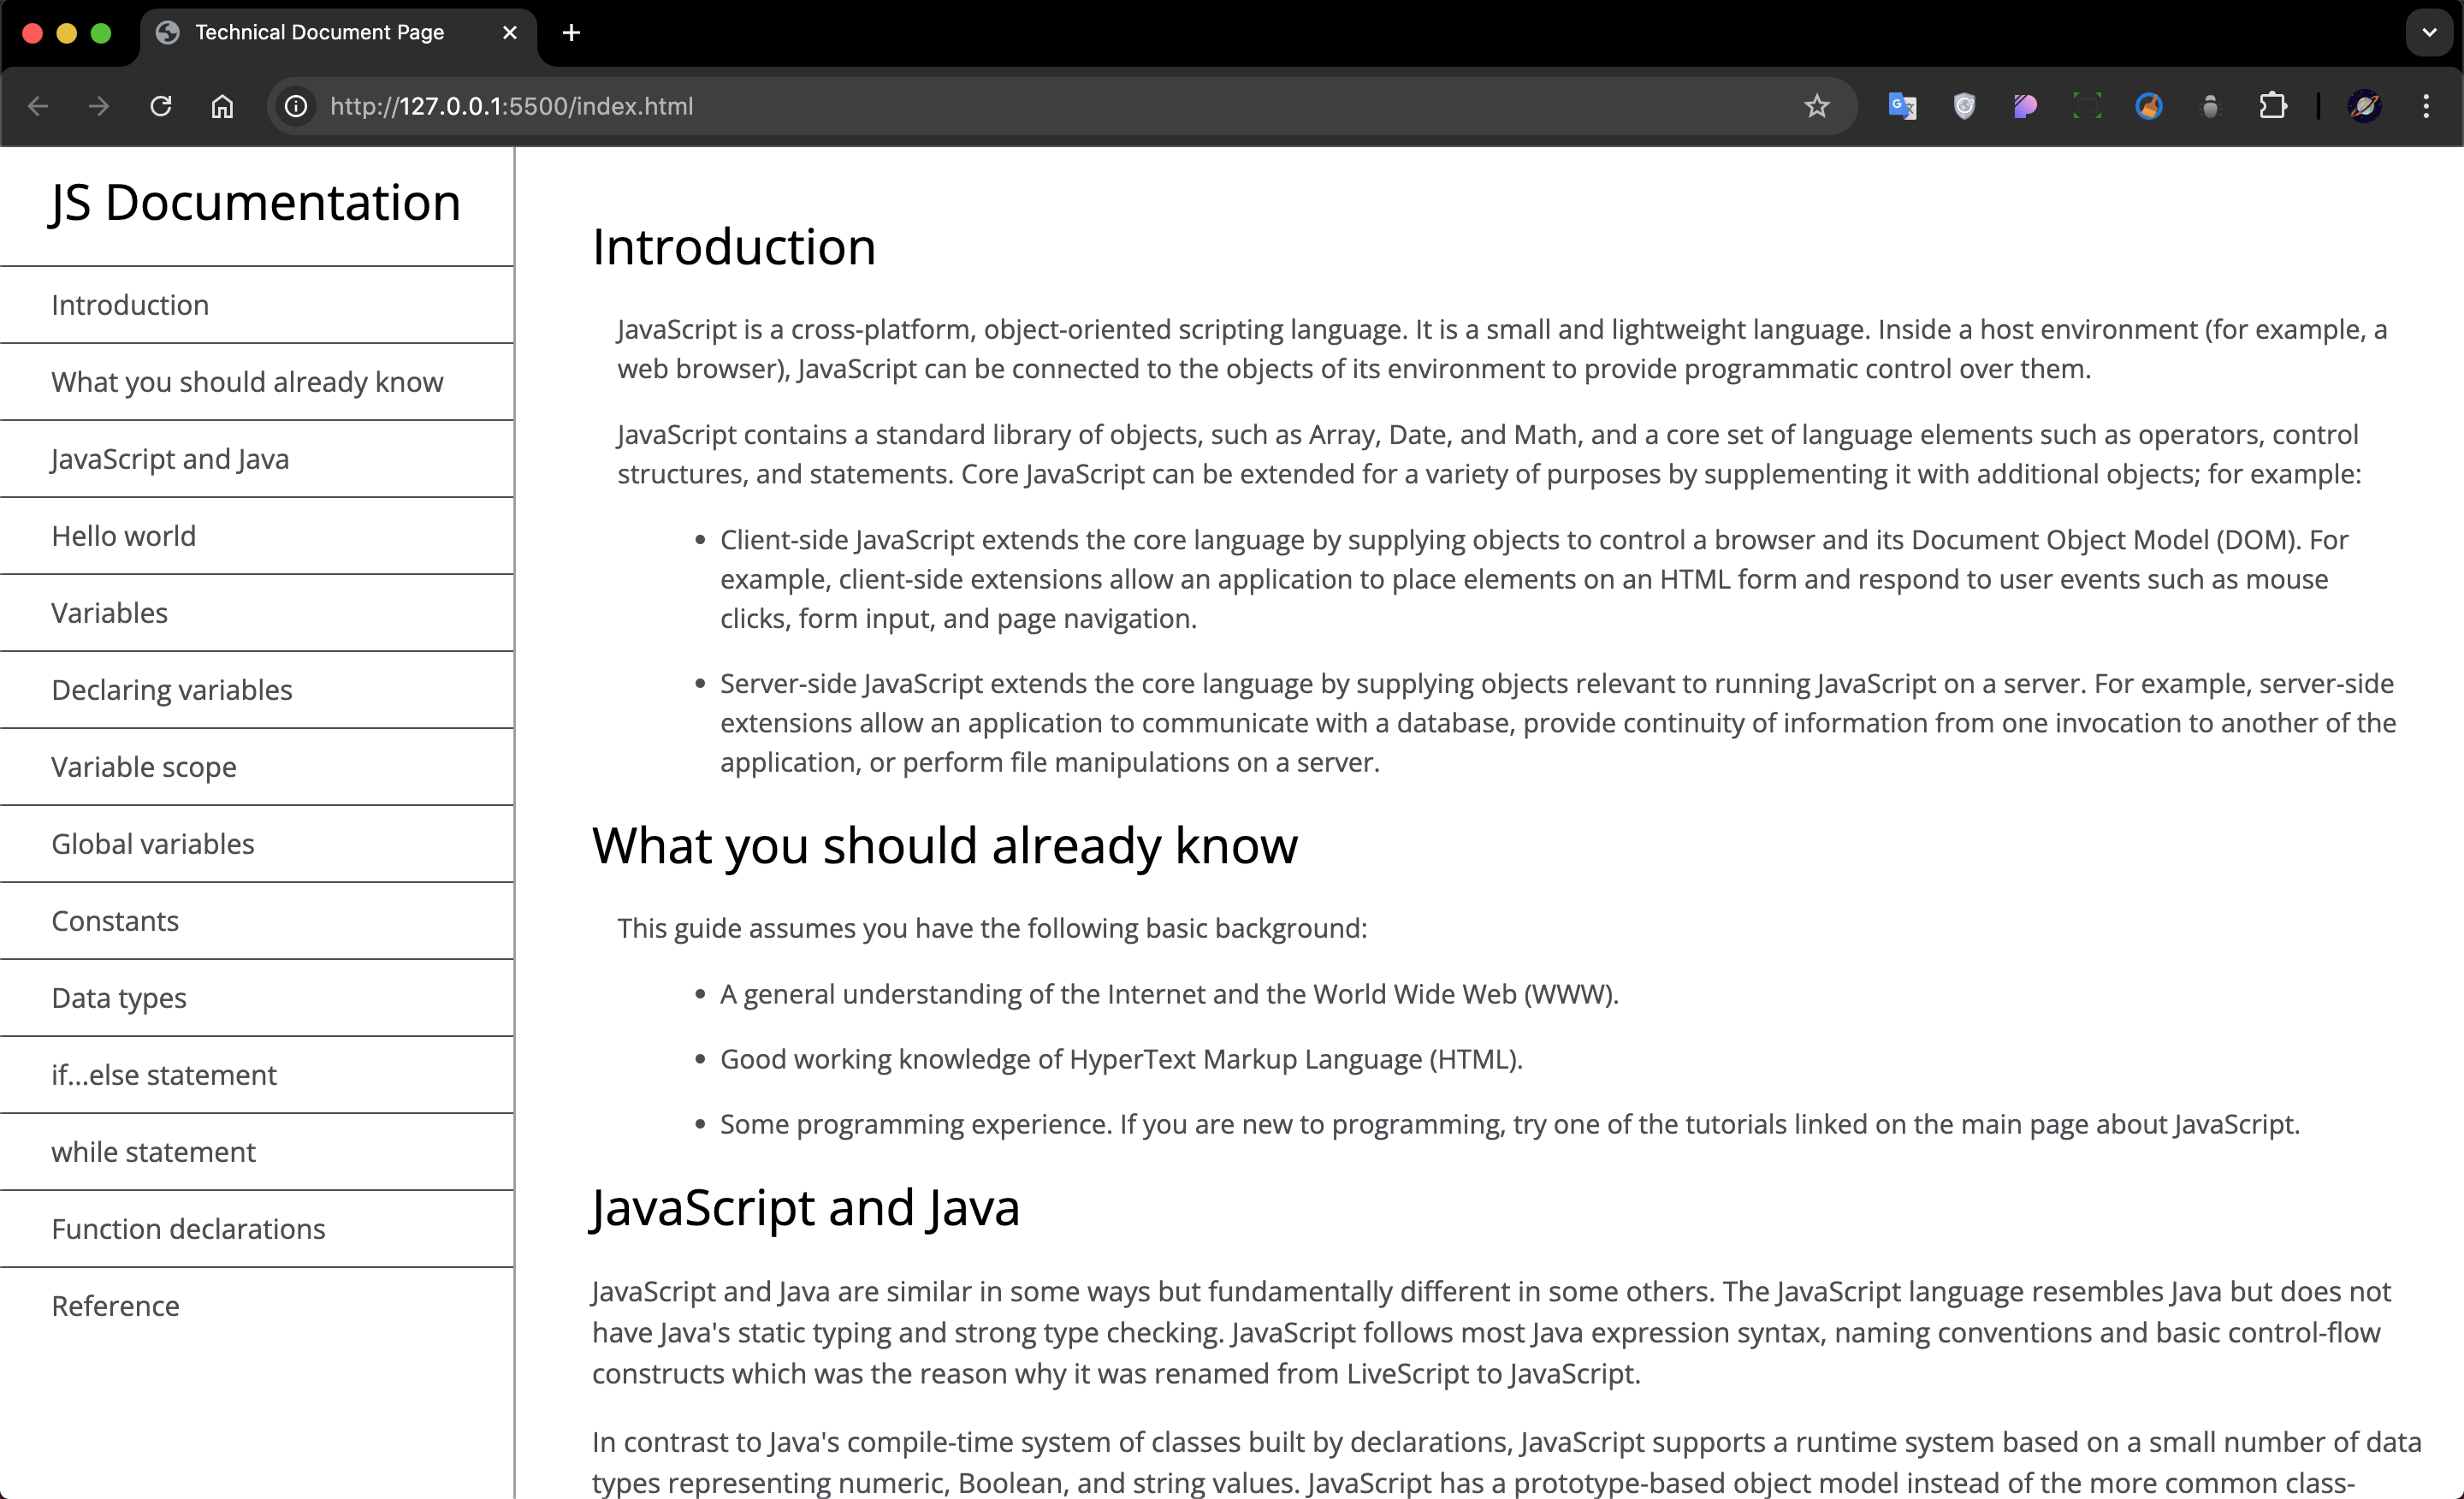 Technical Document Page
http://127.0.0.1:5500/index.html
JS Documentation
Introduction
What you should already know
JavaScript and Java
Hello world
Variables
Declaring variables
Variable scope
Global variables
Constants
Data types
if...else statement
while statement
Function declarations
Reference
Introduction
JavaScript is a cross-platform, object-oriented scripting language. It is a small and lightweight language. Inside a host environment (for example, a
web browser), JavaScript can be connected to the objects of its environment to provide programmatic control over them.
JavaScript contains a standard library of objects, such as Array, Date, and Math, and a core set of language elements such as operators, control
structures, and statements. Core JavaScript can be extended for a variety of purposes by supplementing it with additional objects; for example:
• Client-side JavaScript extends the core language by supplying objects to control a browser and its Document Object Model (DOM). For
example, client-side extensions allow an application to place elements on an HTML form and respond to user events such as mouse
clicks, form input, and page navigation.
• Server-side JavaScript extends the core language by supplying objects relevant to running JavaScript on a server. For example, server-side
extensions allow an application to communicate with a database, provide continuity of information from one invocation to another of the
application, or perform file manipulations on a server.
What you should already know
This guide assumes you have the following basic background:
• A general understanding of the Internet and the World Wide Web (WWW).
• Good working knowledge of HyperText Markup Language (HTML).
• Some programming experience. If you are new to programming, try one of the tutorials linked on the main page about JavaScript.
JavaScript and Java
JavaScript and Java are similar in some ways but fundamentally different in some others. The JavaScript language resembles Java but does not
have Java's static typing and strong type checking. JavaScript follows most Java expression syntax, naming conventions and basic control-flow
constructs which was the reason why it was renamed from LiveScript to JavaScript.
In contrast to Java's compile-time system of classes built by declarations, JavaScript supports a runtime system based on a small number of data
types representing numeric, Boolean, and string values. JavaScript has a prototype-based object model instead of the more common class-